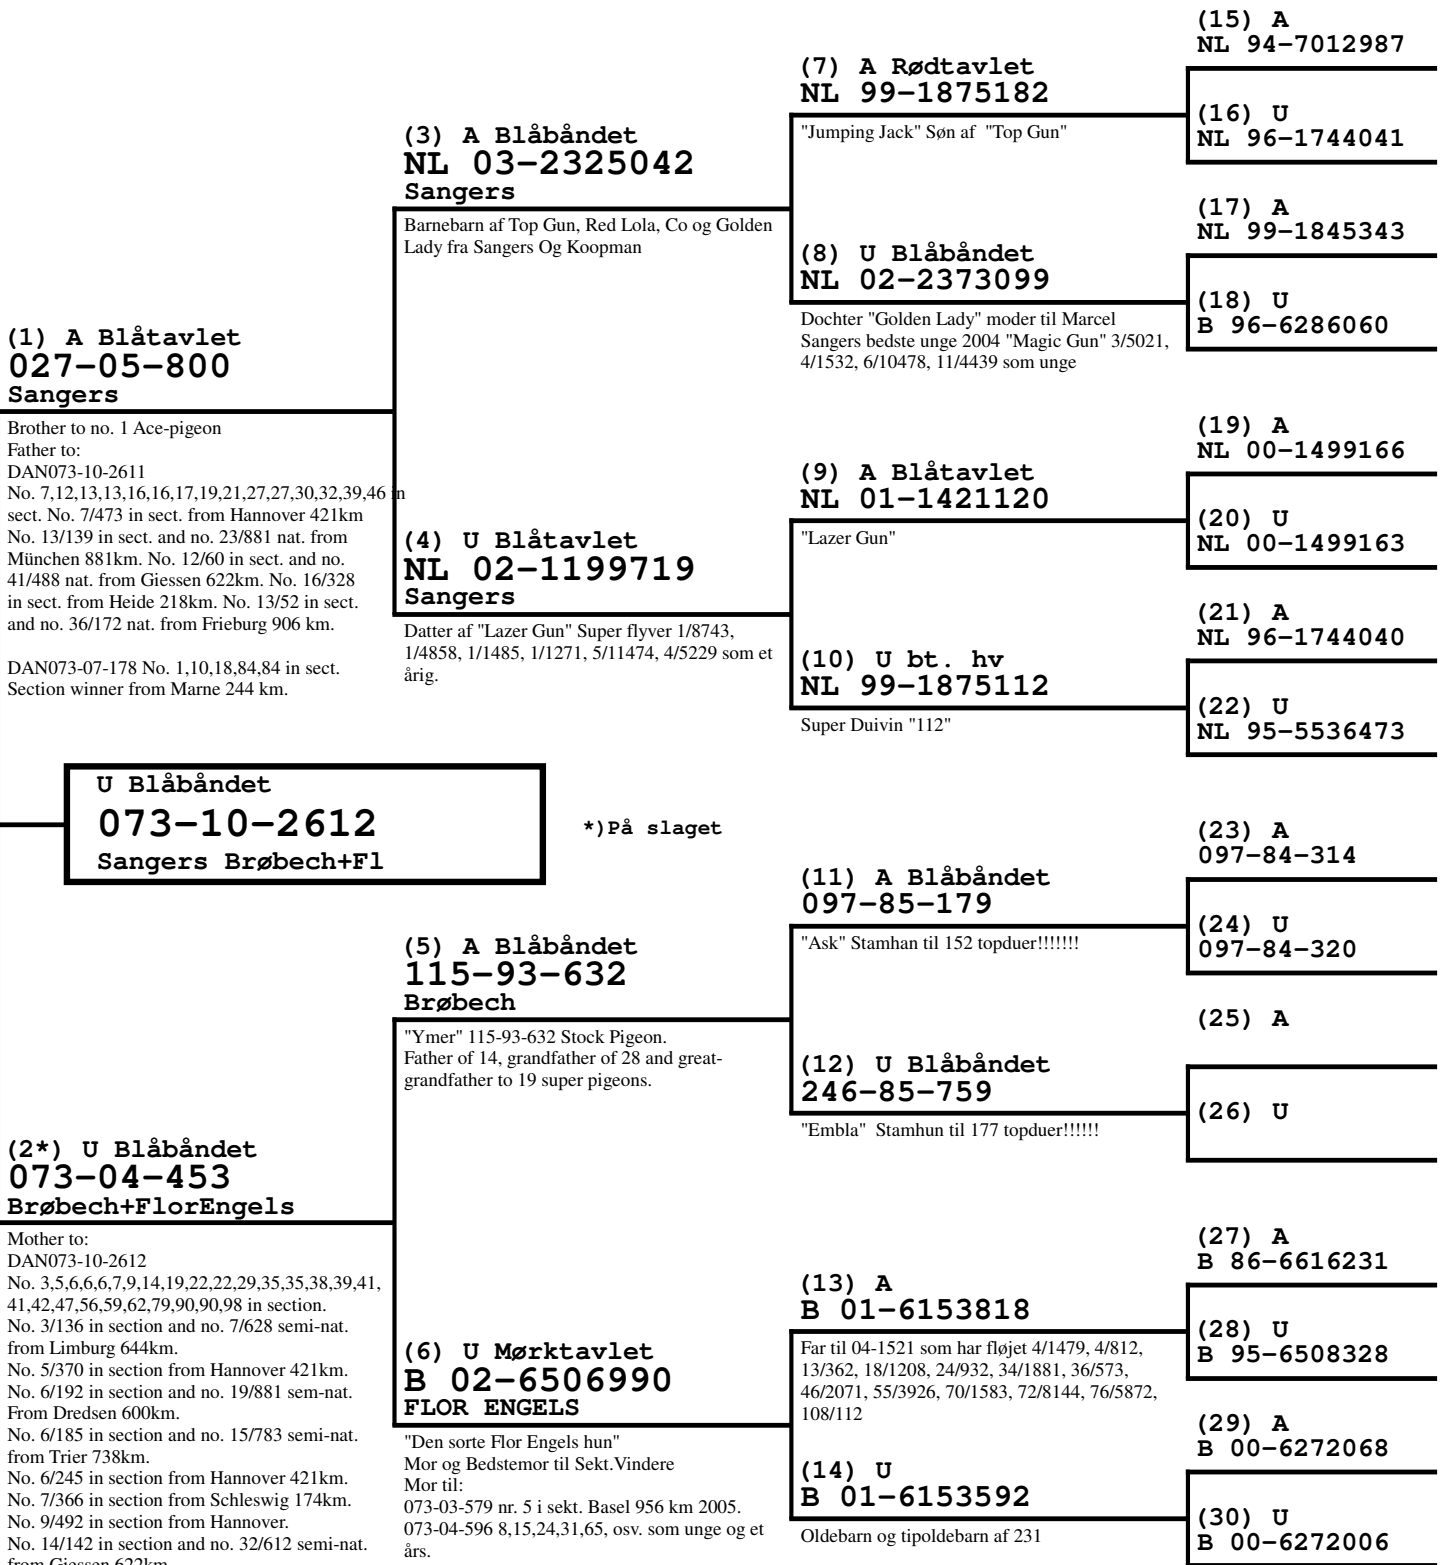 (1) A Blåtavlet
027-05-800
Sangers
Brother to no. 1 Ace-pigeon
Father to:
DAN073-10-2611
No. 7,12,13,13,16,16,17,19,21,27,27,30,32,39,46 in
sect. No. 7/473 in sect. from Hannover 421km
No. 13/139 in sect. and no. 23/881 nat. from
München 881km. No. 12/60 in sect. and no.
41/488 nat. from Giessen 622km. No. 16/328
in sect. from Heide 218km. No. 13/52 in sect.
and no. 36/172 nat. from Frieburg 906 km.
DAN073-07-178 No. 1,10,18,84,84 in sect.
Section winner from Marne 244 km.
U Blåbåndet
073-10-2612
Sangers Brøbech+Fl
*)På slaget
(2*) U Blåbåndet
073-04-453
Brøbech+FlorEngels
Mother to:
DAN073-10-2612
No. 3,5,6,6,6,7,9,14,19,22,22,29,35,35,38,39,41,
41,42,47,56,59,62,79,90,90,98 in section.
No. 3/136 in section and no. 7/628 semi-nat.
from Limburg 644km.
No. 5/370 in section from Hannover 421km.
No. 6/192 in section and no. 19/881 sem-nat.
From Dredsen 600km.
No. 6/185 in section and no. 15/783 semi-nat.
from Trier 738km.
No. 6/245 in section from Hannover 421km.
No. 7/366 in section from Schleswig 174km.
No. 9/492 in section from Hannover.
No. 14/142 in section and no. 32/612 semi-nat.
from Giessen 622km
(3) A Blåbåndet
NL 03-2325042
Sangers
Barnebarn af Top Gun, Red Lola, Co og Golden
Lady fra Sangers Og Koopman
(4) U Blåtavlet
NL 02-1199719
Sangers
Datter af "Lazer Gun" Super flyver 1/8743,
1/4858, 1/1485, 1/1271, 5/11474, 4/5229 som et
årig.
(5) A Blåbåndet
115-93-632
Brøbech
"Ymer" 115-93-632 Stock Pigeon.
Father of 14, grandfather of 28 and great-
grandfather to 19 super pigeons.
(6) U Mørktavlet
B 02-6506990
FLOR ENGELS
"Den sorte Flor Engels hun"
Mor og Bedstemor til Sekt.Vindere
Mor til:
073-03-579 nr. 5 i sekt. Basel 956 km 2005.
073-04-596 8,15,24,31,65, osv. som unge og et
års.
(7) A Rødtavlet
NL 99-1875182
"Jumping Jack" Søn af "Top Gun"
(8) U Blåbåndet
NL 02-2373099
Dochter "Golden Lady" moder til Marcel
Sangers bedste unge 2004 "Magic Gun" 3/5021,
4/1532, 6/10478, 11/4439 som unge
(9) A Blåtavlet
NL 01-1421120
"Lazer Gun"
(10) U bt. hv
NL 99-1875112
Super Duivin "112"
(11) A Blåbåndet
097-85-179
"Ask" Stamhan til 152 topduer!!!!!!!
(12) U Blåbåndet
246-85-759
"Embla" Stamhun til 177 topduer!!!!!!
(13) A
B 01-6153818
Far til 04-1521 som har fløjet 4/1479, 4/812,
13/362, 18/1208, 24/932, 34/1881, 36/573,
46/2071, 55/3926, 70/1583, 72/8144, 76/5872,
108/112
(14) U
B 01-6153592
Oldebarn og tipoldebarn af 231
(15) A
NL 94-7012987
(16) U
NL 96-1744041
(17) A
NL 99-1845343
(18) U
B 96-6286060
(19) A
NL 00-1499166
(20) U
NL 00-1499163
(21) A
NL 96-1744040
(22) U
NL 95-5536473
(23) A
097-84-314
(24) U
097-84-320
(25) A
(26) U
(27) A
B 86-6616231
(28) U
B 95-6508328
(29) A
B 00-6272068
(30) U
B 00-6272006